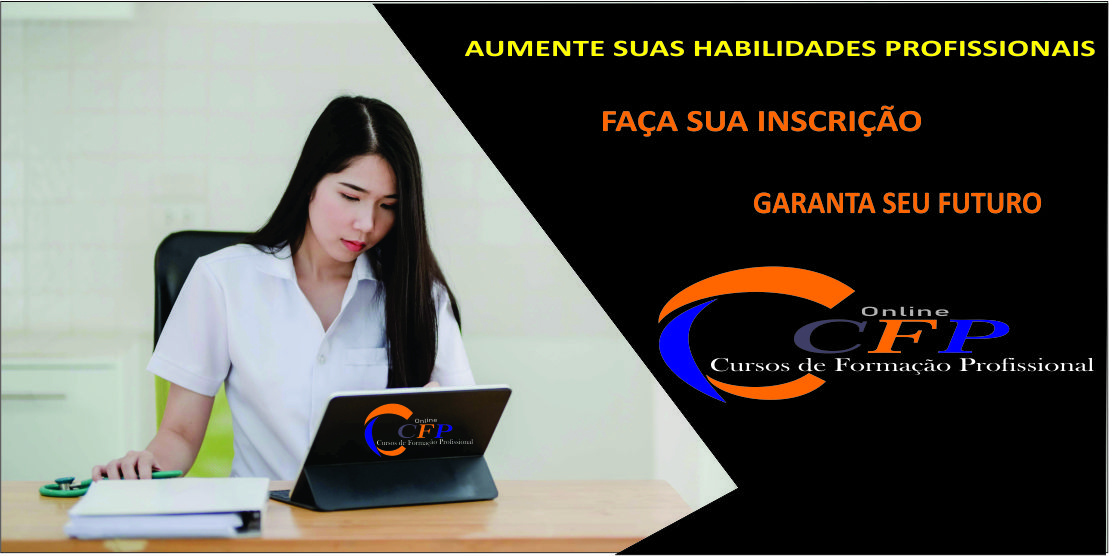 AUMENTE SUAS HABILIDADES PROFISSIONAIS
FAÇA SUA INSCRIÇÃO
GARANTA SEU FUTURO
Online
CFP
Cursos de Formação Profissional
Online
CFP
Cursos de Formação Profissional